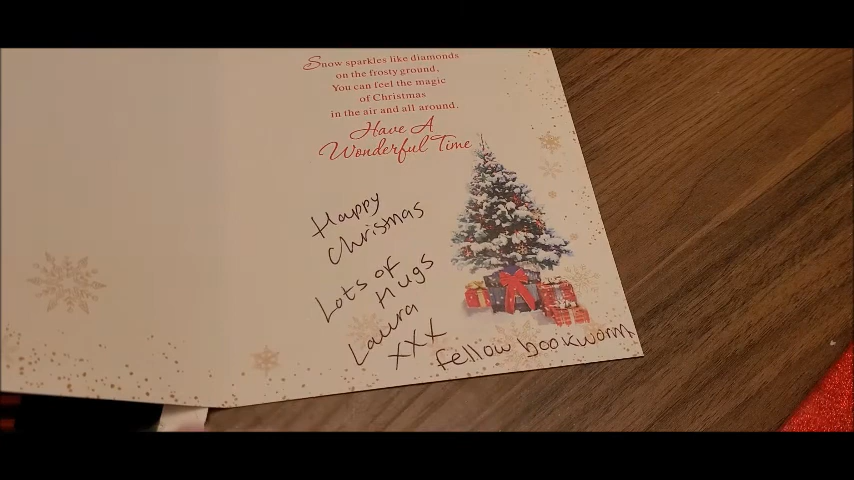 Snow sparkles like diamonds
on the frosty ground,
You can feel the magic
of Christmas
in the air and all around.
Have A
Wonderful Time
Happy
Christmas
Lots of
Hugs
Laura
xxx
fellow bookworm